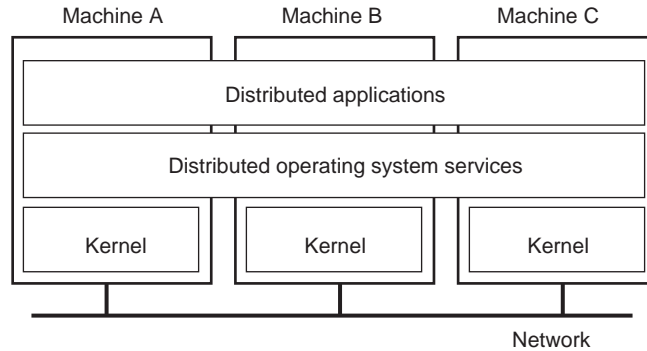 Machine A
Machine B
Machine C
Distributed applications
Distributed operating system services
Kernel
Kernel
Kernel
Network